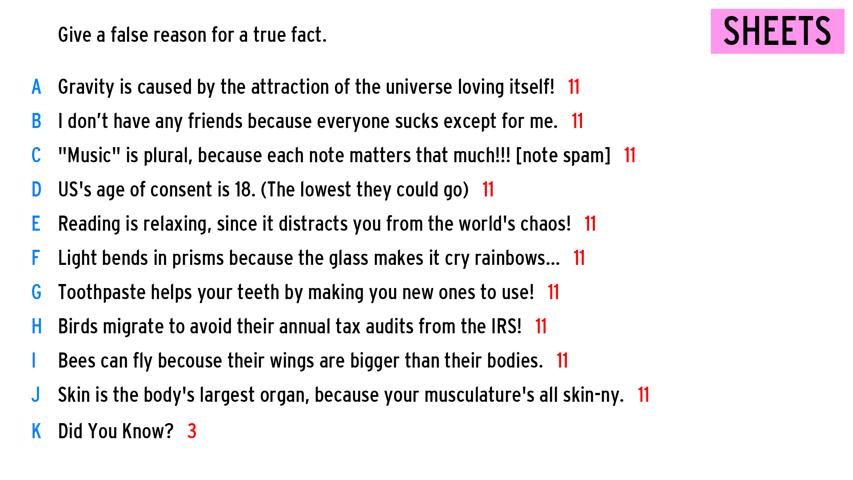 Give a false reason for a true fact.
SHEETS
A Gravity is caused by the attraction of the universe loving itself! 11
B I don't have any friends because everyone sucks except for me. 11
C "Music" is plural, because each note matters that much!!! [note spam] 11
D US's age of consent is 18. (The lowest they could go) 11
E Reading is relaxing, since it distracts you from the world's chaos! 11
F Light bends in prisms because the glass makes it cry rainbows... 11
G Toothpaste helps your teeth by making you new ones to use! 11
H Birds migrate to avoid their annual tax audits from the IRS! 11
I Bees can fly becouse their wings are bigger than their bodies. 11
J Skin is the body's largest organ, because your musculature's all skin-ny. 11
K Did You Know? 3